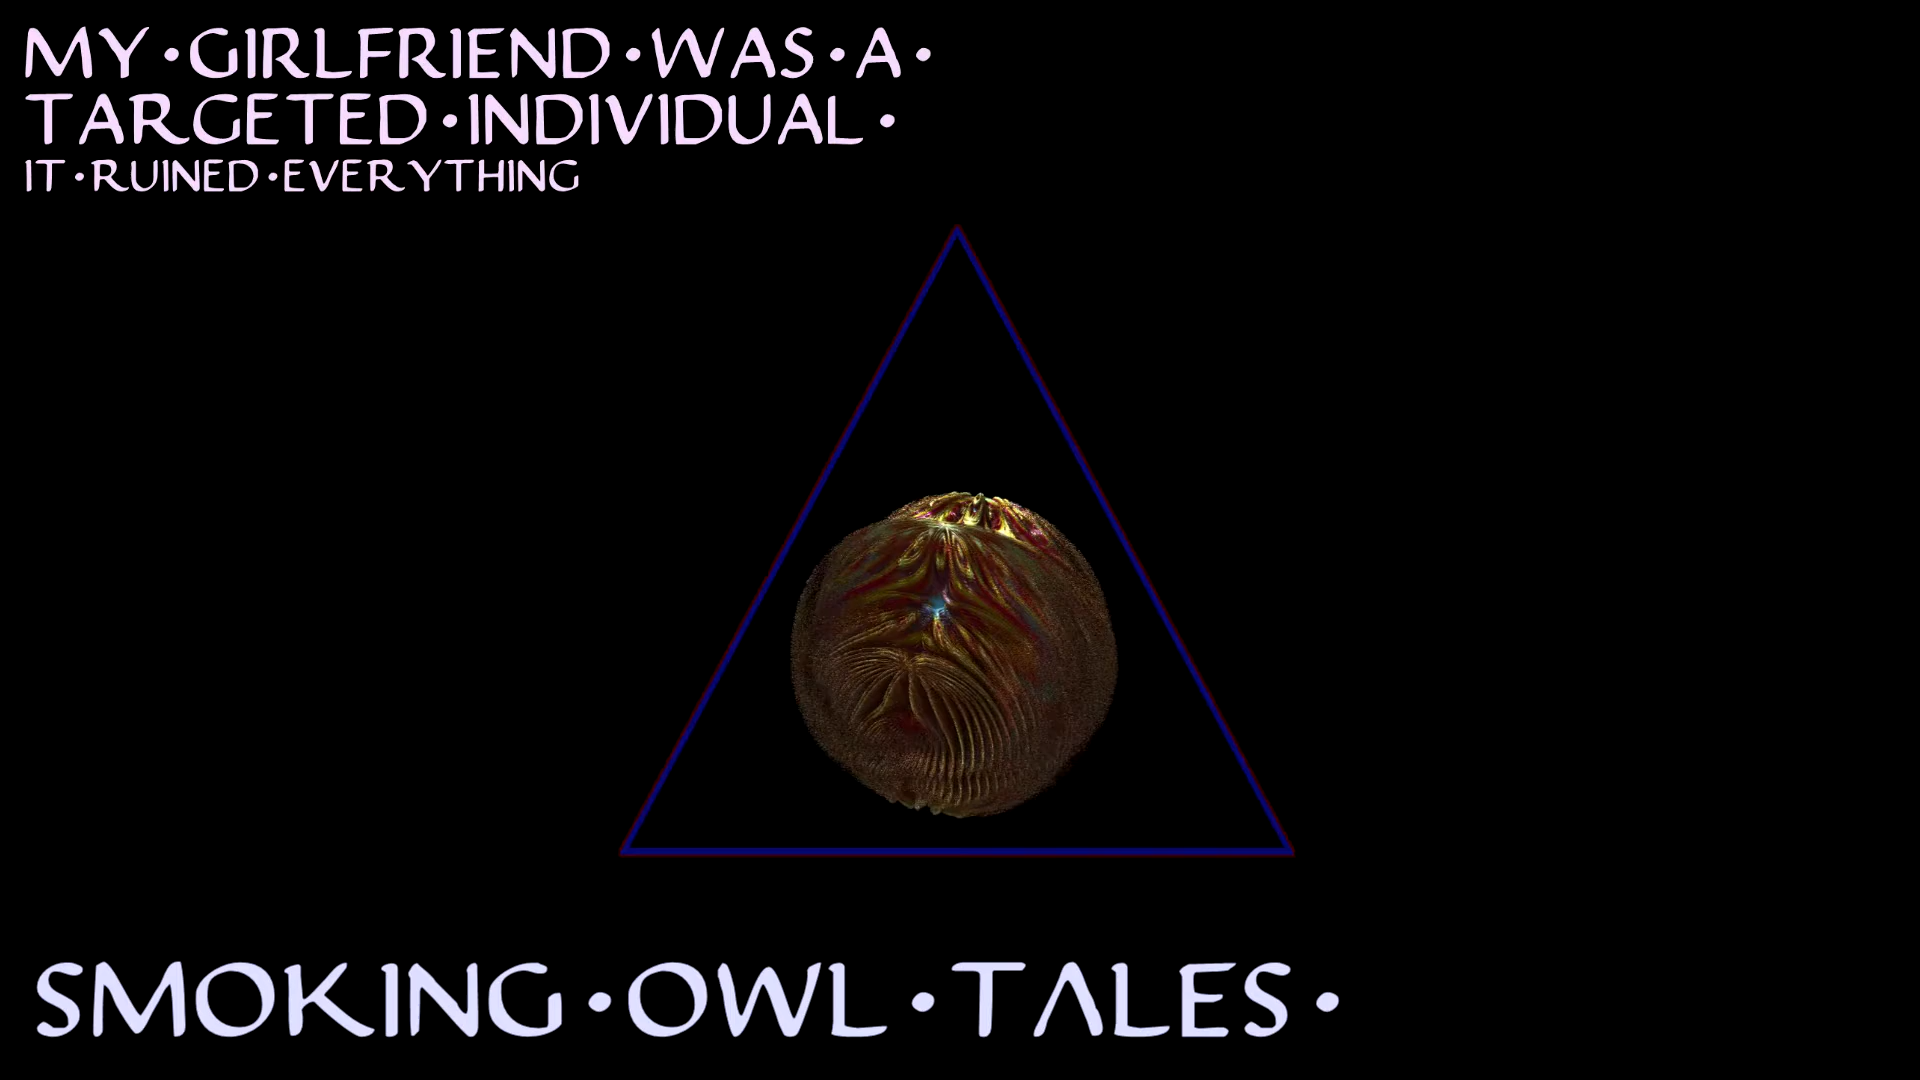 MY•GIRLFRIEND•WAS•A•
TARGETED•INDIVIDUAL•
IT•RUINED•EVERYTHING
SMOKING•OWL•TALES•